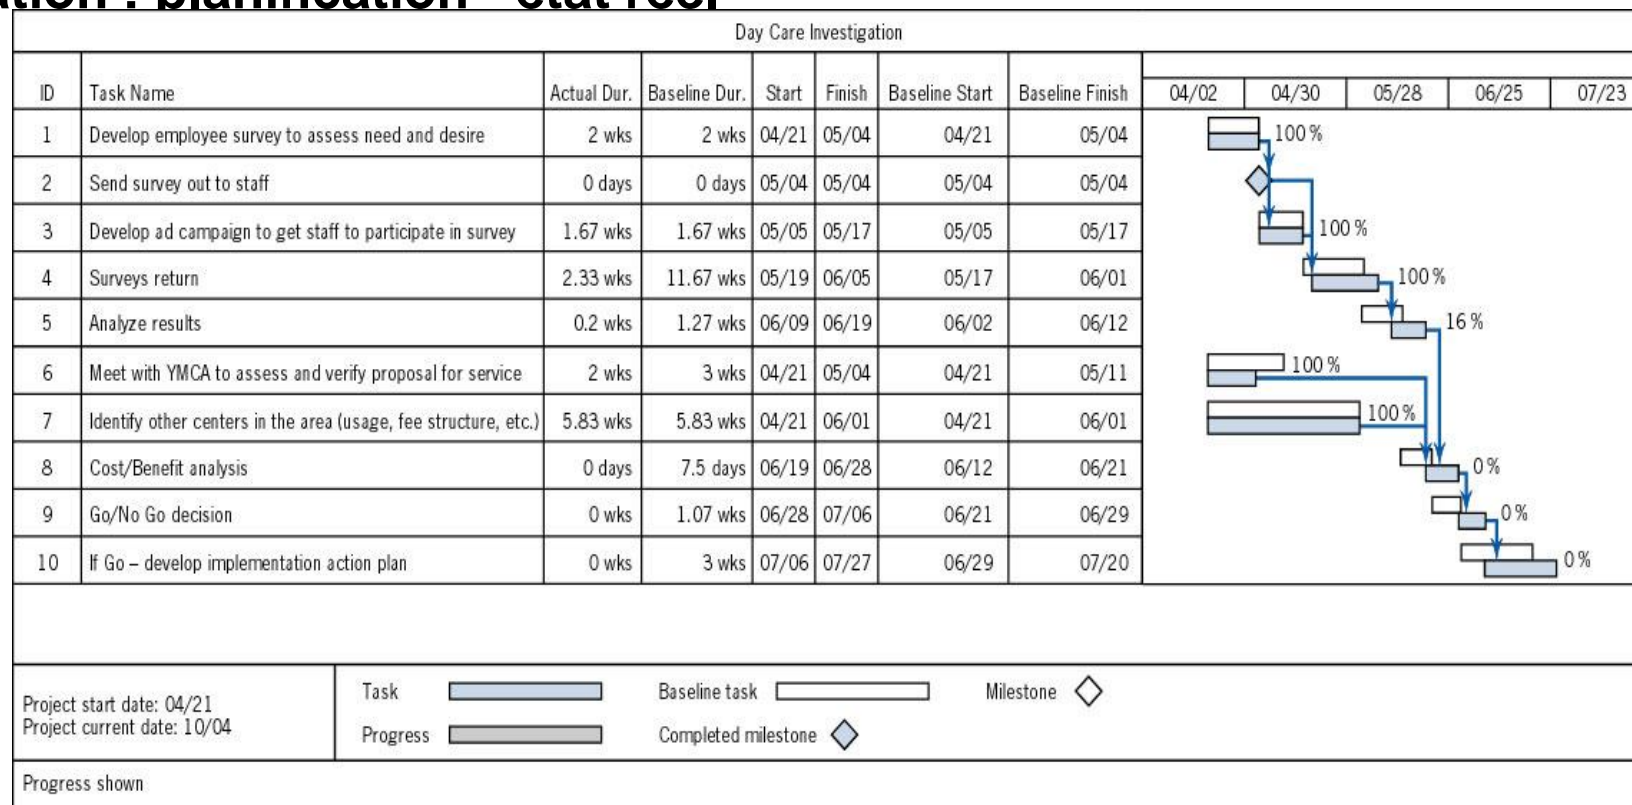 planification - état réel
Day Care Investigation
ID Task Name Actual Dur. Baseline Dur. Start Finish Baseline Start Baseline Finish 04/02 04/30 05/28 06/25 07/23
1 Develop employee survey to assess need and desire 2 wks 2 wks 04/21 05/04 04/21 05/04 100%
2 Send survey out to staff 0 days 0 days 05/04 05/04 05/04 05/04
3 Develop ad campaign to get staff to participate in survey 1.67 wks 1.67 wks 05/05 05/17 05/05 05/17 100%
4 Surveys return 2.33 wks 11.67 wks 05/19 06/05 05/17 06/01 100%
5 Analyze results 0.2 wks 1.27 wks 06/09 06/19 06/02 06/12 16%
6 Meet with YMCA to assess and verify proposal for service 2 wks 3 wks 04/21 05/04 04/21 05/11 100%
7 Identify other centers in the area (usage, fee structure, etc.) 5.83 wks 5.83 wks 04/21 06/01 04/21 06/01 100%
8 Cost/Benefit analysis 0 days 7.5 days 06/19 06/28 06/12 06/21 0%
9 Go/No Go decision 0 wks 1.07 wks 06/28 07/06 06/21 06/29 0%
10 If Go – develop implementation action plan 0 wks 3 wks 07/06 07/27 06/29 07/20 0%
Project start date: 04/21
Project current date: 10/04
Task Baseline task Milestone
Progress Completed milestone
Progress shown